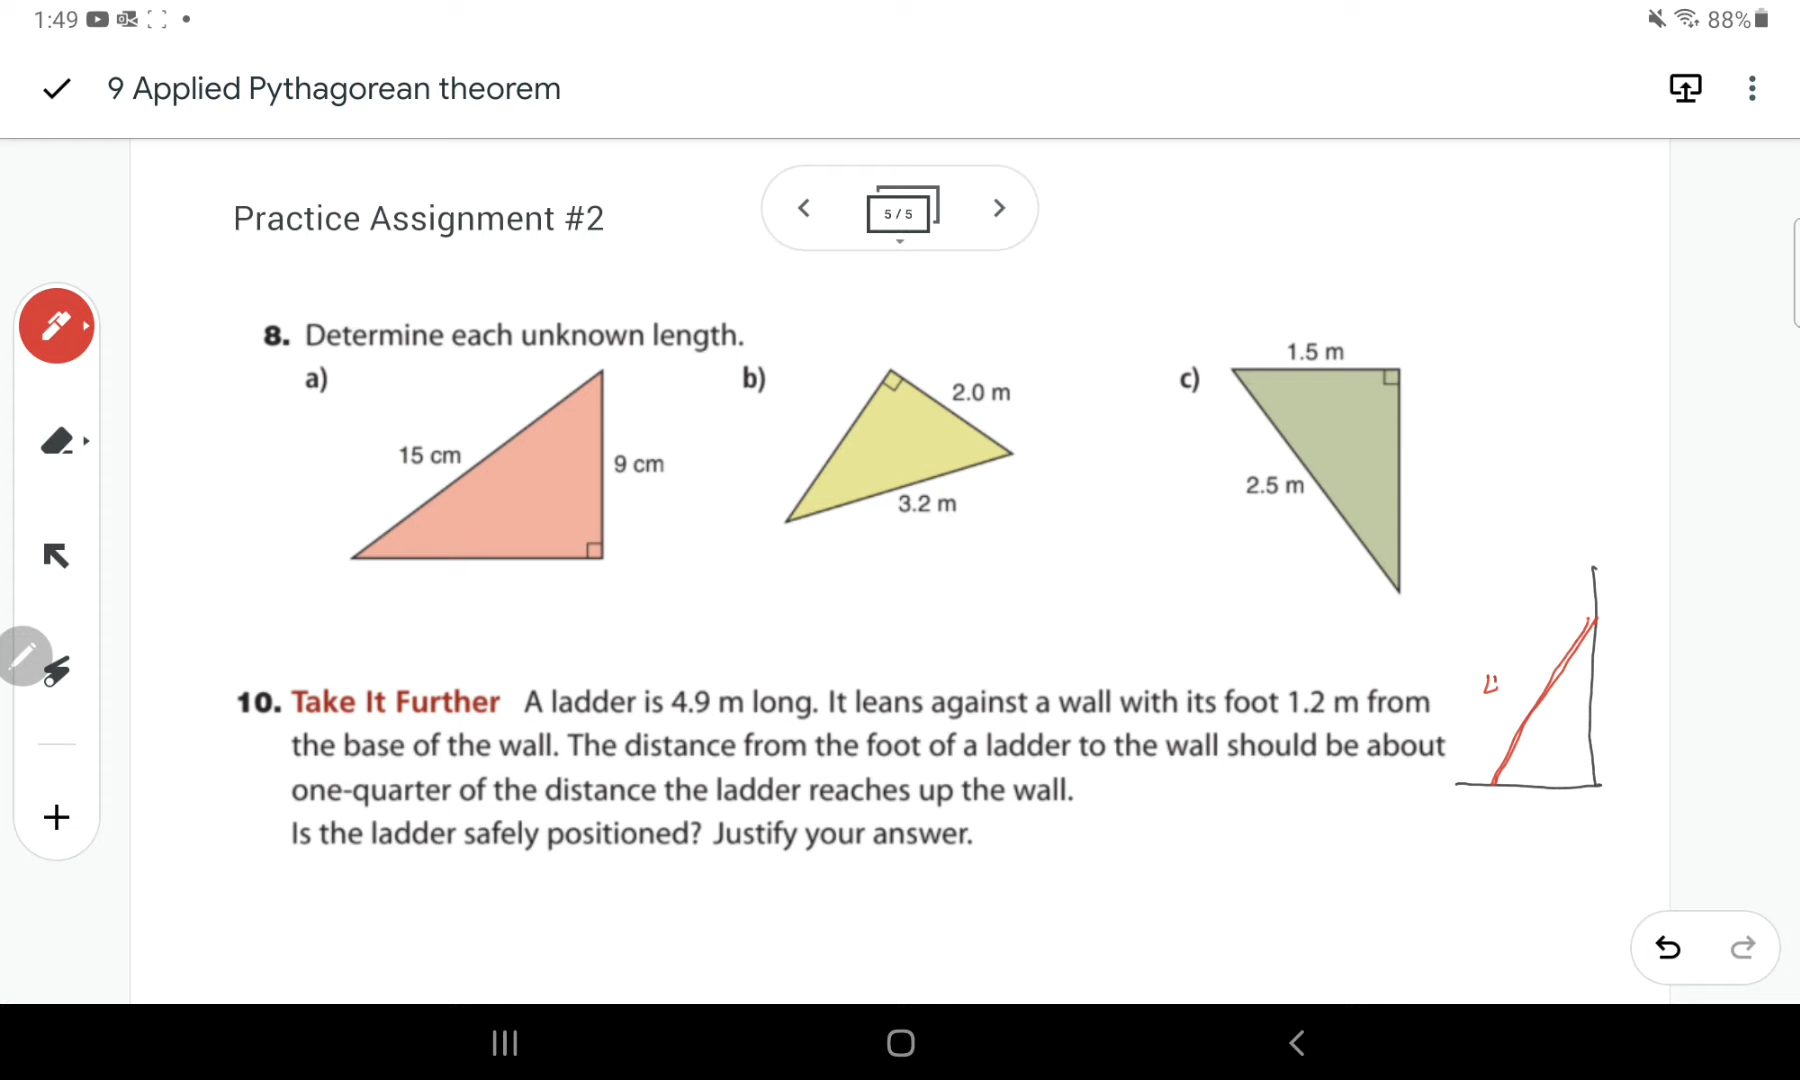 1:49
88%
9 Applied Pythagorean theorem
Practice Assignment #2
5 / 5
8. Determine each unknown length.
a)
15 cm
9 cm
b)
2.0 m
3.2 m
c)
1.5 m
2.5 m
10. Take It Further A ladder is 4.9 m long. It leans against a wall with its foot 1.2 m from
the base of the wall. The distance from the foot of a ladder to the wall should be about
one-quarter of the distance the ladder reaches up the wall.
Is the ladder safely positioned? Justify your answer.